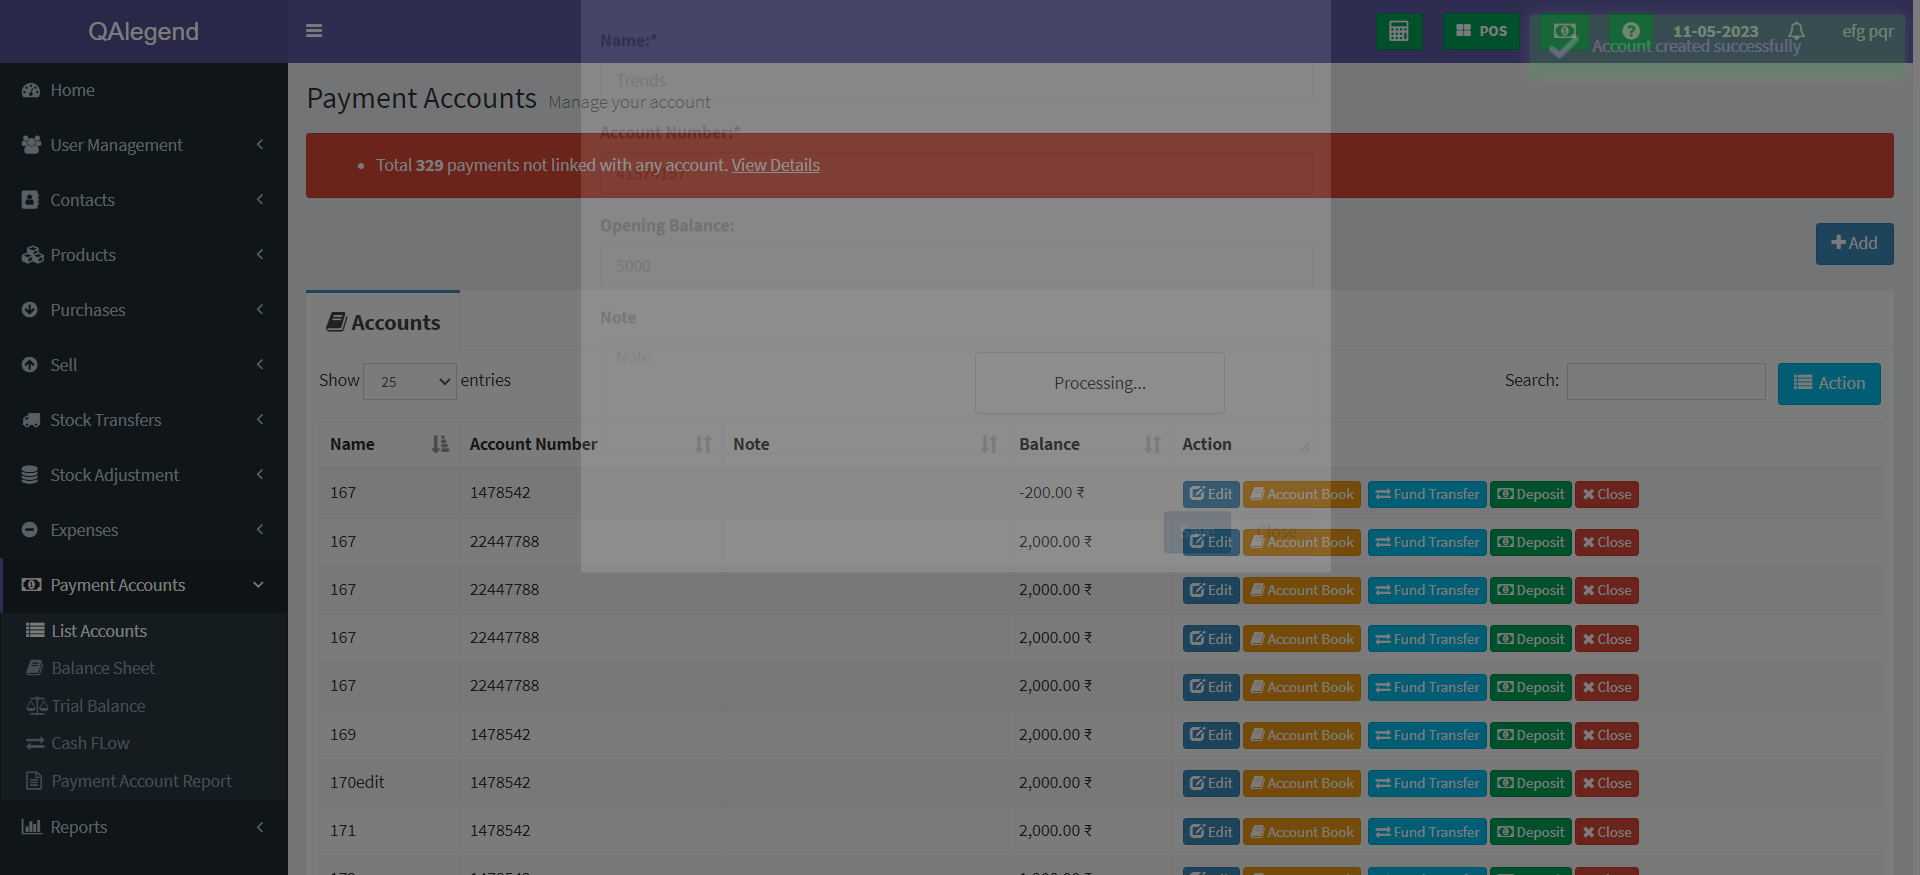 QAlegend
POS
11-05-2023
efg pqr
Account created successfully
Home
User Management
Contacts
Products
Purchases
Sell
Stock Transfers
Stock Adjustment
Expenses
Payment Accounts
List Accounts
Balance Sheet
Trial Balance
Cash FLow
Payment Account Report
Reports
Payment Accounts Manage your account
Total 329 payments not linked with any account. View Details
Add
Name:*
Trends
Account Number:*
Opening Balance:
5000
Note
Note
Save Close
Accounts
Show 25 entries
Processing...
Search:
Action
Name Account Number Note Balance Action
167 1478542 -200.00 ₹ Edit Account Book Fund Transfer Deposit Close
167 22447788 2,000.00 ₹ Edit Account Book Fund Transfer Deposit Close
167 22447788 2,000.00 ₹ Edit Account Book Fund Transfer Deposit Close
167 22447788 2,000.00 ₹ Edit Account Book Fund Transfer Deposit Close
167 22447788 2,000.00 ₹ Edit Account Book Fund Transfer Deposit Close
169 1478542 2,000.00 ₹ Edit Account Book Fund Transfer Deposit Close
170edit 1478542 2,000.00 ₹ Edit Account Book Fund Transfer Deposit Close
171 1478542 2,000.00 ₹ Edit Account Book Fund Transfer Deposit Close